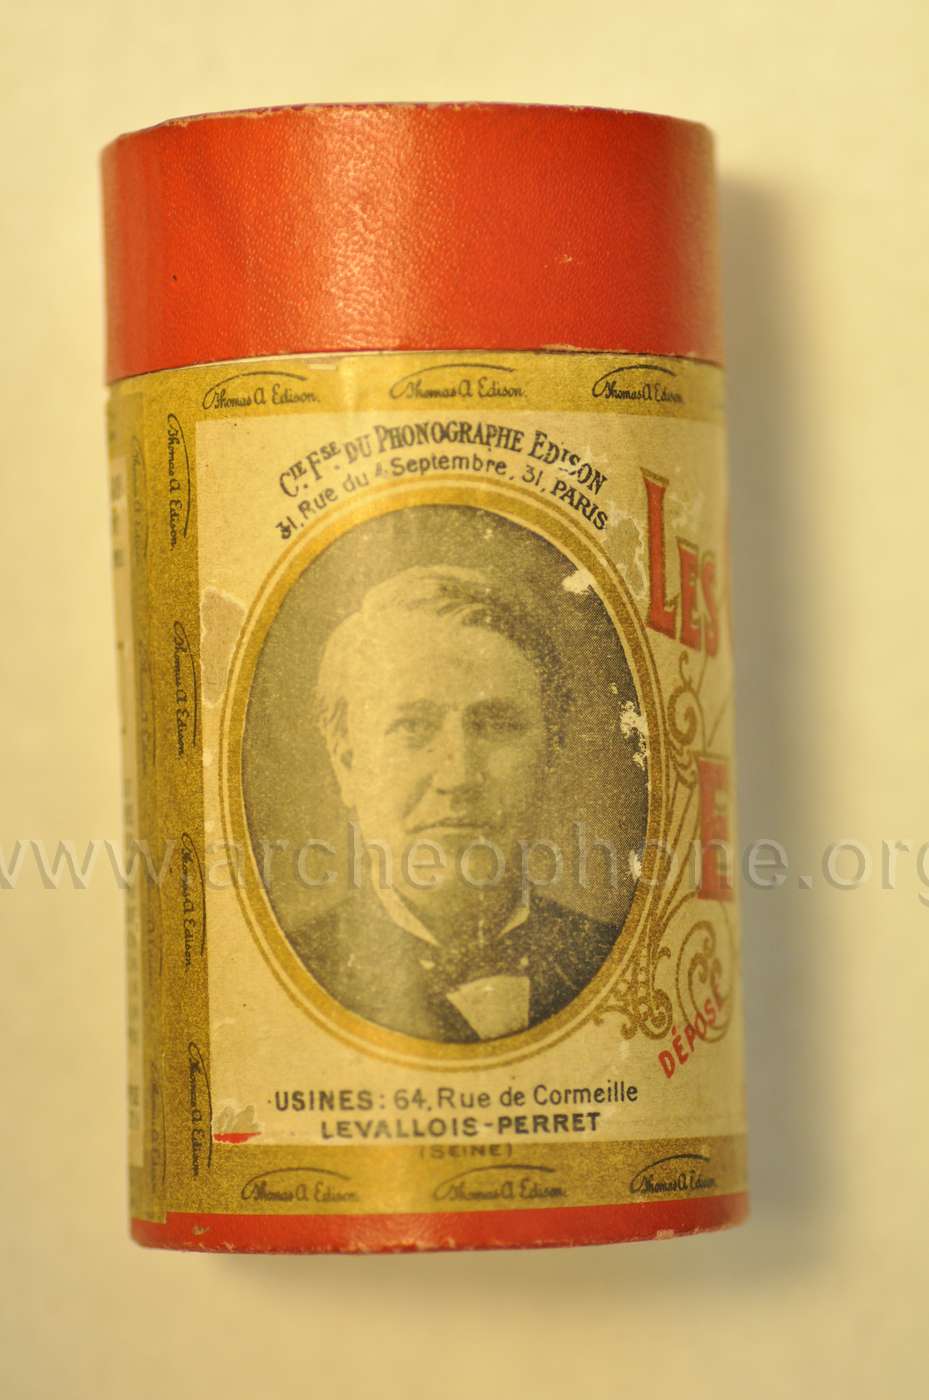 Thomas A Edison.
Thomas A Edison.
Thomas A Edison.
CIE FSE DU PHONOGRAPHE EDISON
31, Rue du 4 Septembre, 31, PARIS
LES
E
DÉPOSÉ
Thomas A Edison.
Thomas A Edison.
Thomas A Edison.
Thomas A Edison.
www.archeophone.org
USINES: 64, Rue de Cormeille
LEVALLOIS-PERRET
(SEINE)
Thomas A Edison.
Thomas A Edison.
Thomas A Edison.